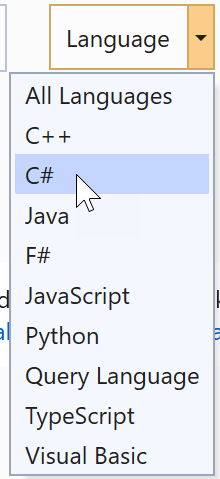 Language
All Languages
C++
C#
Java
F#
JavaScript
Python
Query Language
TypeScript
Visual Basic